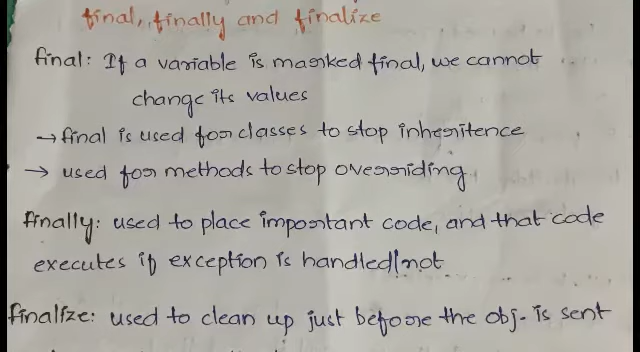 final, finally and finalize
final: If a variable is marked final, we cannot
change its values
→ final is used for classes to stop inheritence
→ used for methods to stop overriding
finally: used to place important code, and that code
executes if exception is handled/not
finalize: used to clean up just before the obj. is sent